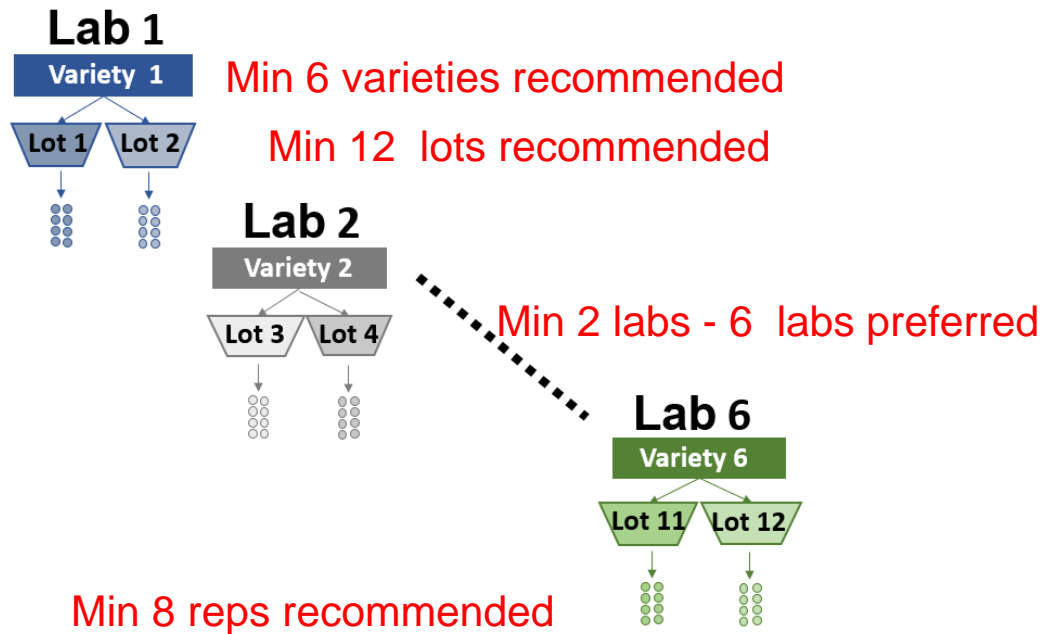 Lab 1
Variety 1
Min 6 varieties recommended
Lot 1 Lot 2
Min 12 lots recommended
Lab 2
Variety 2
Lot 3 Lot 4
Min 2 labs - 6 labs preferred
Lab 6
Variety 6
Lot 11 Lot 12
Min 8 reps recommended